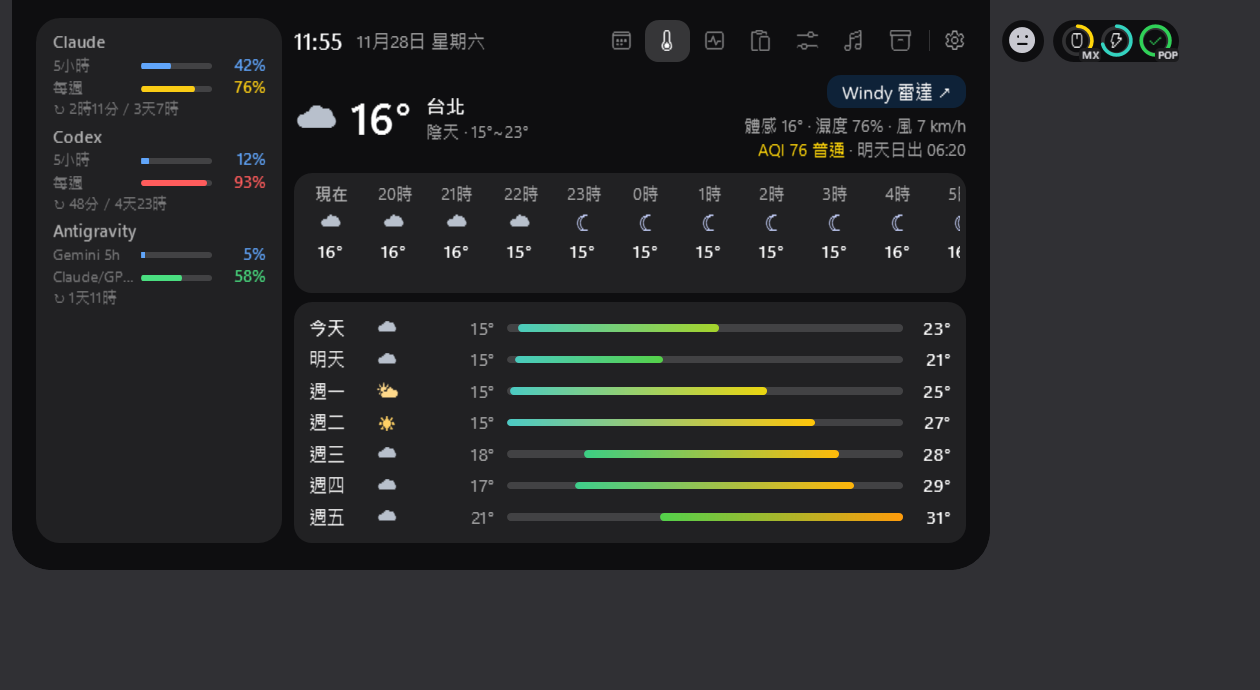 Claude
5小時 42%
每週 76%
↻ 2時11分 / 3天7時
Codex
5小時 12%
每週 93%
↻ 48分 / 4天23時
Antigravity
Gemini 5h 5%
Claude/GP... 58%
↻ 1天11時
11:55 11月28日 星期六
MX POP
16° 台北
陰天 · 15°~23°
Windy 雷達 ↗
體感 16° · 濕度 76% · 風 7 km/h
AQI 76 普通 · 明天日出 06:20
現在 20時 21時 22時 23時 0時 1時 2時 3時 4時
16° 16° 16° 15° 15° 15° 15° 15° 15° 16°
今天 15° 23°
明天 15° 21°
週一 15° 25°
週二 15° 27°
週三 18° 28°
週四 17° 29°
週五 21° 31°